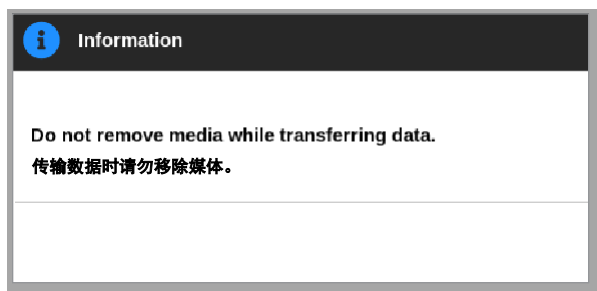 Information
Do not remove media while transferring data.
传输数据时请勿移除媒体。